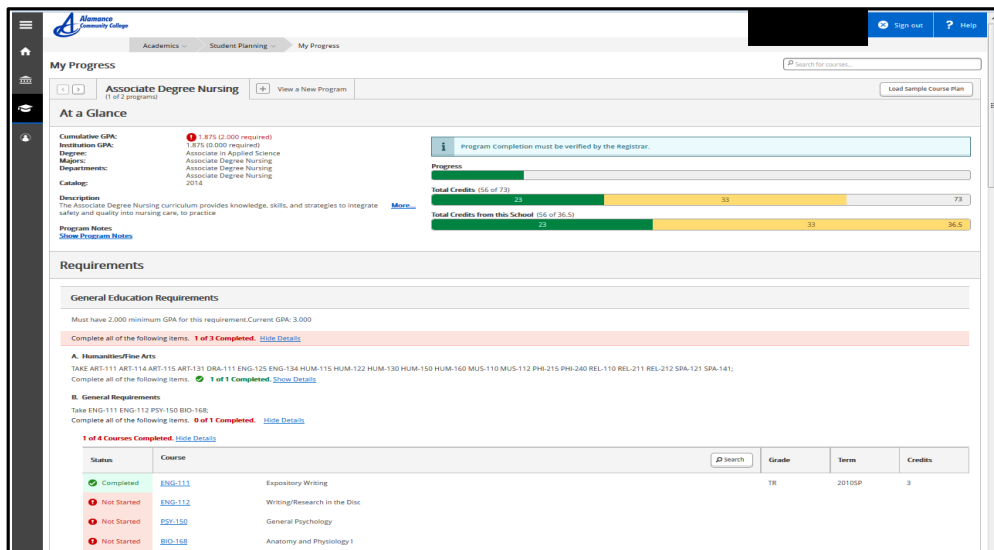 Alamance
Community College
Sign out
? Help
Academics
Student Planning
My Progress
My Progress
Search for courses...
Associate Degree Nursing
(1 of 2 programs)
+ View a New Program
Load Sample Course Plan
At a Glance
Cumulative GPA: 1.875 (2.000 required)
Institution GPA: 1.875 (0.000 required)
Degree: Associate in Applied Science
Majors: Associate Degree Nursing
Departments: Associate Degree Nursing
Associate Degree Nursing
Catalog: 2014
Description
The Associate Degree Nursing curriculum provides knowledge, skills, and strategies to integrate More...
safety and quality into nursing care, to practice
Program Notes
Show Program Notes
i Program Completion must be verified by the Registrar.
Progress
Total Credits (56 of 73)
23 33 73
Total Credits from this School (56 of 36.5)
23 33 36.5
Requirements
General Education Requirements
Must have 2.000 minimum GPA for this requirement.Current GPA: 3.000
Complete all of the following items. 1 of 3 Completed. Hide Details
A. Humanities/Fine Arts
TAKE ART-111 ART-114 ART-115 ART-131 DRA-111 ENG-125 ENG-134 HUM-115 HUM-122 HUM-130 HUM-150 HUM-160 MUS-110 MUS-112 PHI-215 PHI-240 REL-110 REL-211 REL-212 SPA-121 SPA-141;
Complete all of the following items. 1 of 1 Completed. Show Details
B. General Requirements
Take ENG-111 ENG-112 PSY-150 BIO-168;
Complete all of the following items. 0 of 1 Completed. Hide Details
1 of 4 Courses Completed. Hide Details
Status Course Search Grade Term Credits
Completed ENG-111 Expository Writing TR 2010SP 3
Not Started ENG-112 Writing/Research in the Disc
Not Started PSY-150 General Psychology
Not Started BIO-168 Anatomy and Physiology I